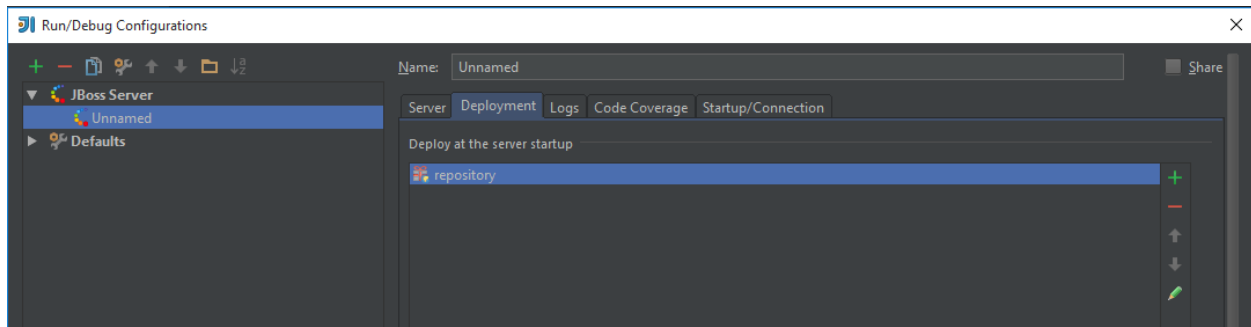 Run/Debug Configurations
Name: Unnamed
Share
JBoss Server
Unnamed
Defaults
Server Deployment Logs Code Coverage Startup/Connection
Deploy at the server startup
repository